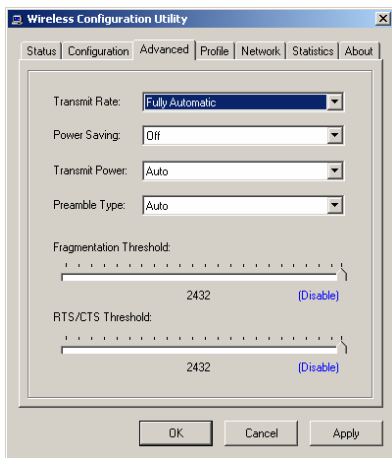 Wireless Configuration Utility
Status Configuration Advanced Profile Network Statistics About
Transmit Rate: Fully Automatic
Power Saving: Off
Transmit Power: Auto
Preamble Type: Auto
Fragmentation Threshold:
2432 (Disable)
RTS/CTS Threshold:
2432 (Disable)
OK Cancel Apply